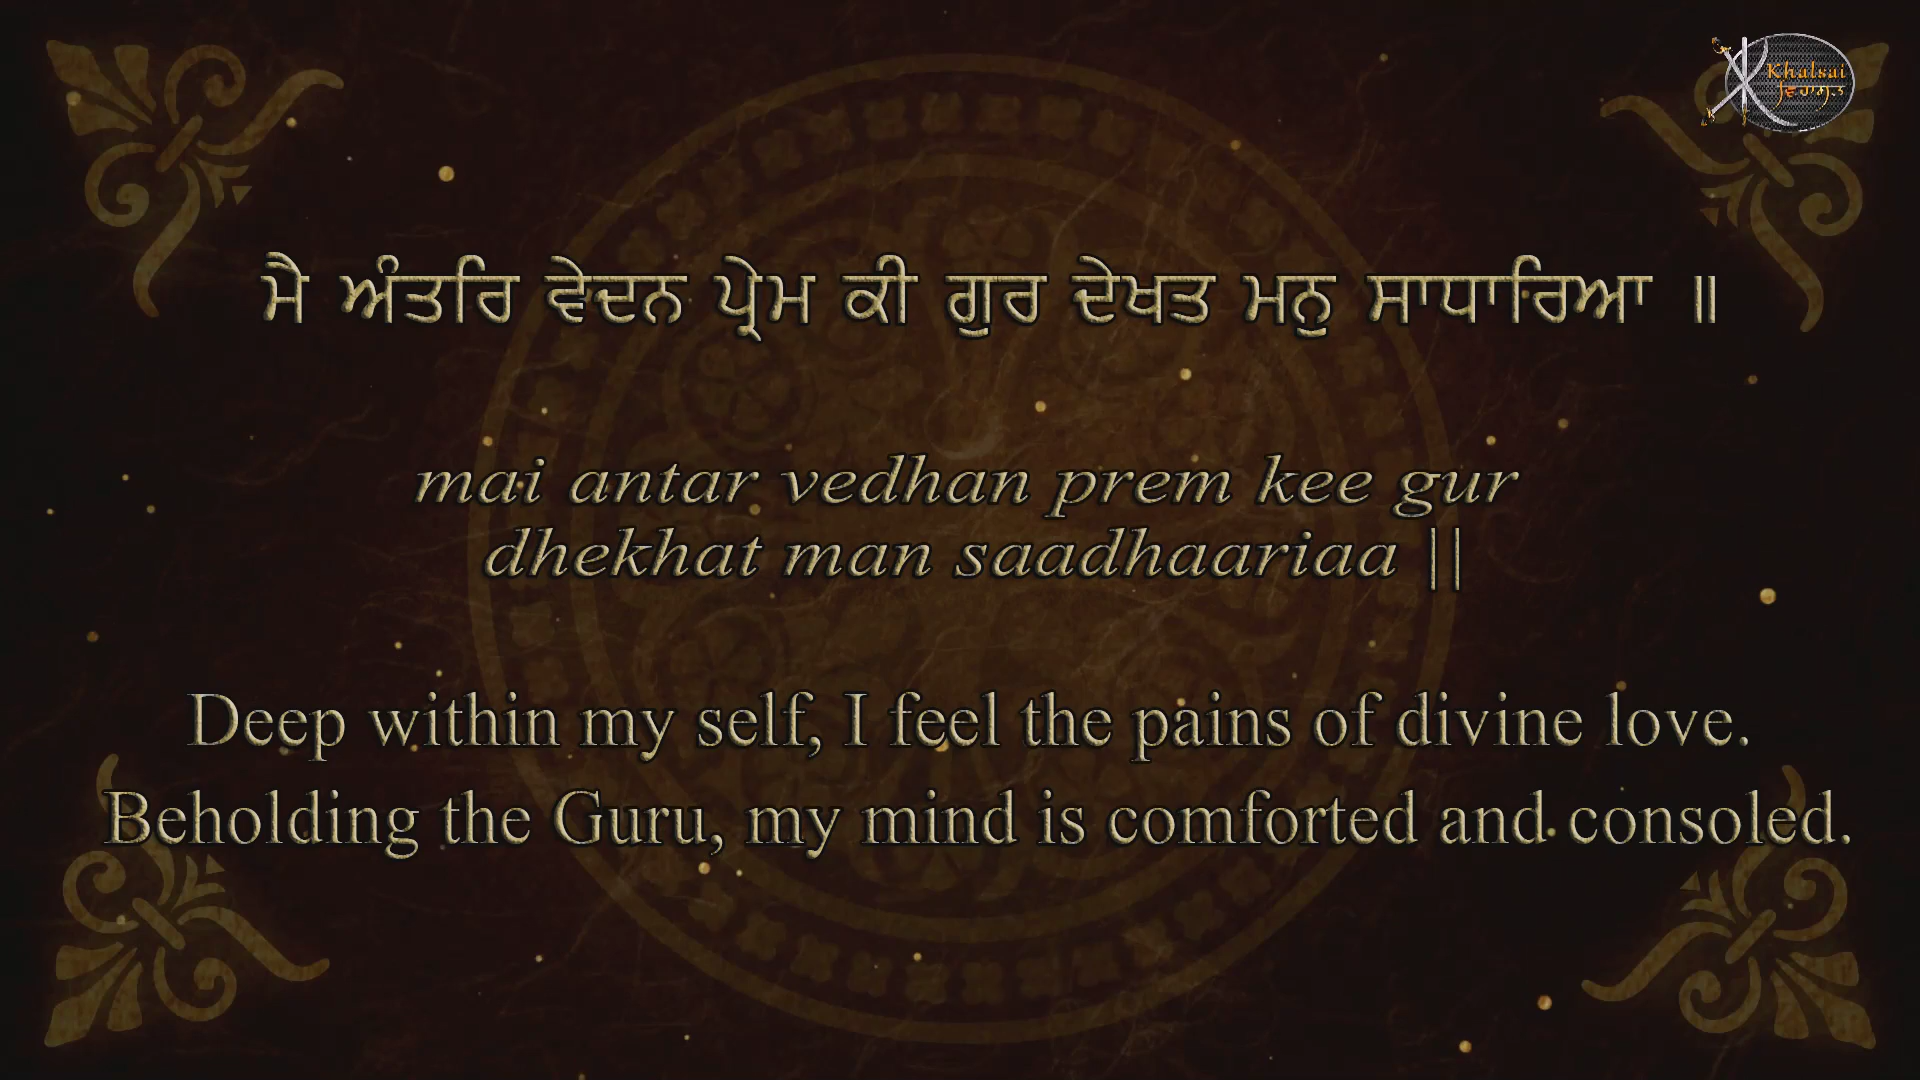 Khalsai
ਵਿਰਾਸਤ
ਮੈ ਅੰਤਰਿ ਵੇਦਨ ਪ੍ਰੇਮ ਕੀ ਗੁਰ ਦੇਖਤ ਮਨੁ ਸਾਧਾਰਿਆ ॥
mai antar vedhan prem kee gur
dhekhat man saadhaariaa ||
Deep within my self, I feel the pains of divine love.
Beholding the Guru, my mind is comforted and consoled.